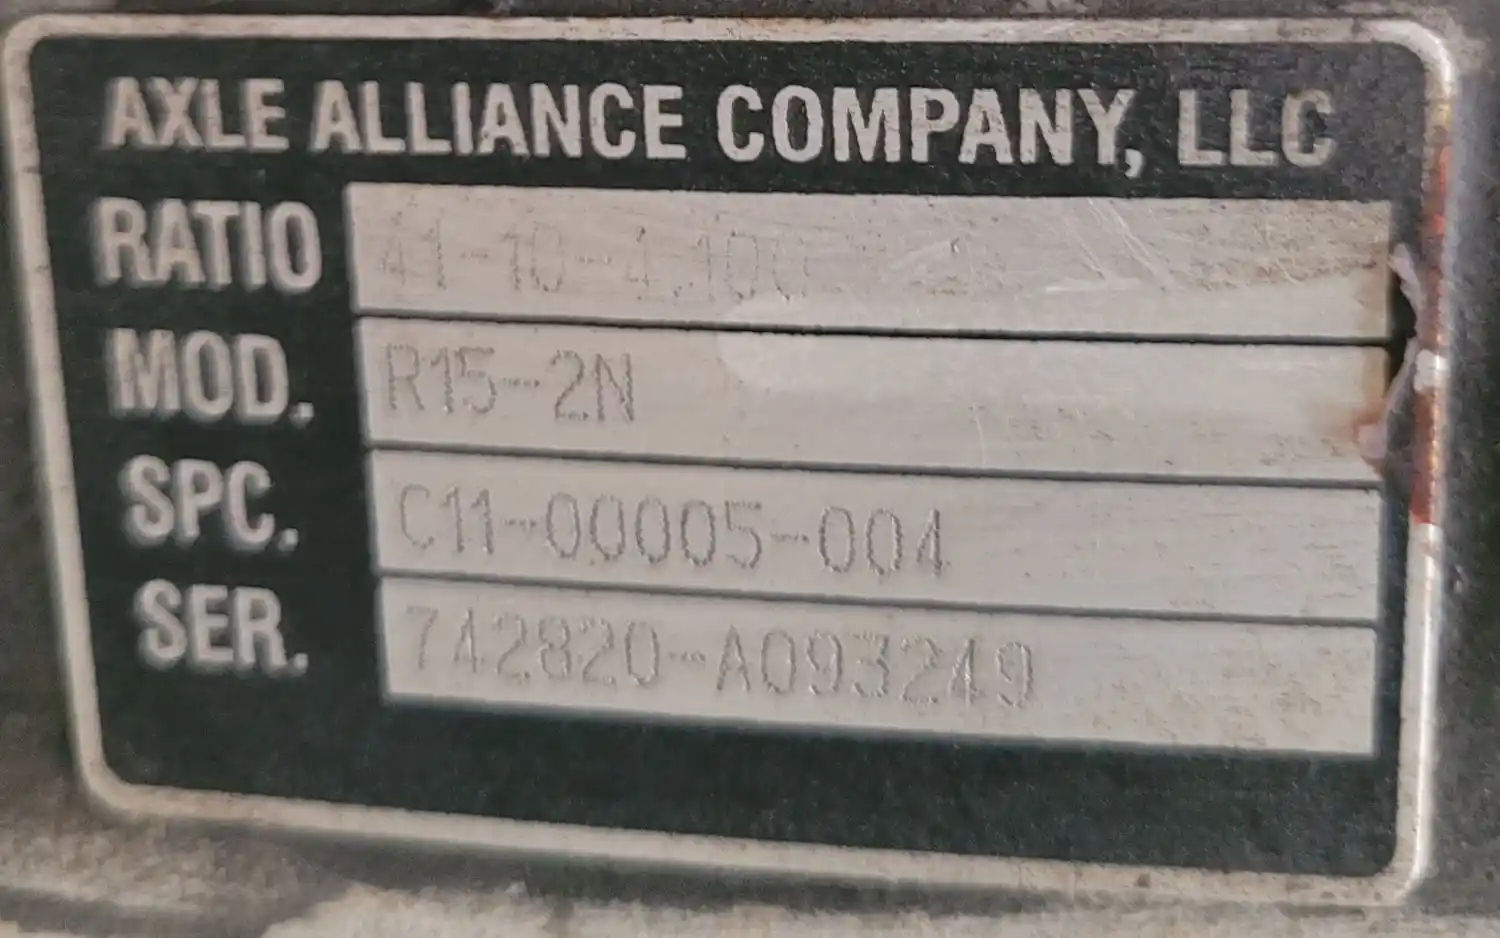 AXLE ALLIANCE COMPANY, LLC
RATIO 41-10-4.100
MOD. R15-2N
SPC. C11-00005-004
SER. 742820-A093249